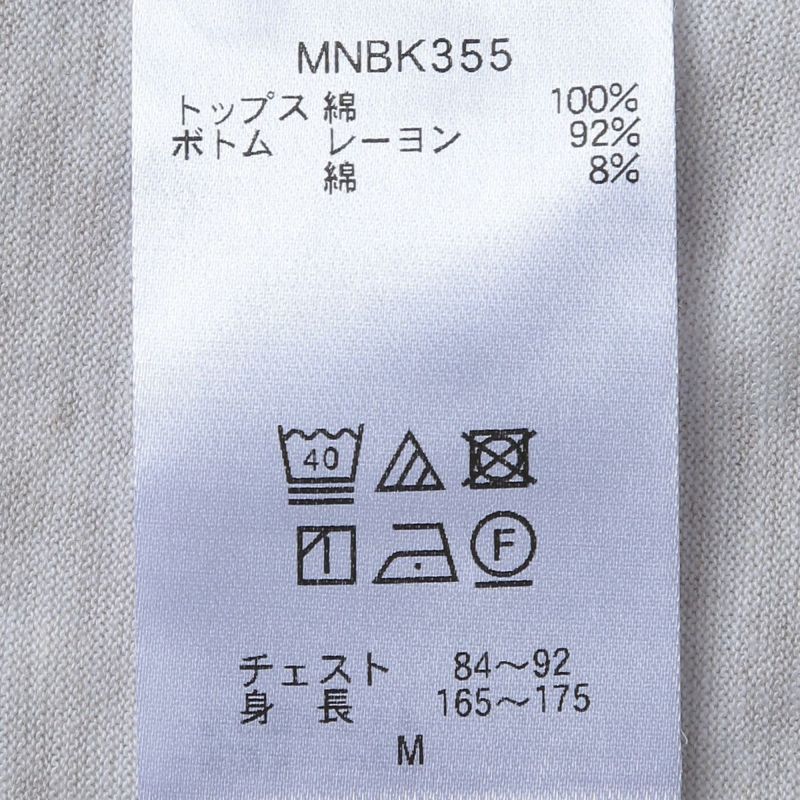 MNBK355
トップス 綿 100%
ボトム レーヨン 92%
綿 8%
40
F
チェスト 84～92
身 長 165～175
M